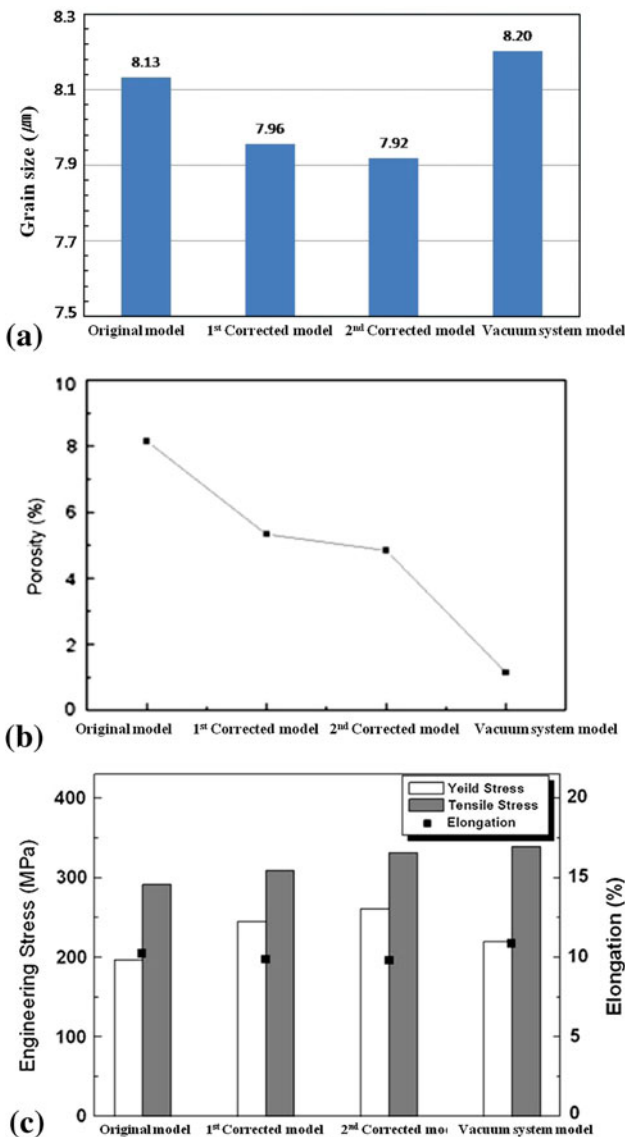 8.3
8.1
7.9
7.7
7.5
Grain size (㎛)
8.13
7.96
7.92
8.20
Original model 1st Corrected model 2nd Corrected model Vacuum system model
(a)
10
8
6
4
2
0
Porosity (%)
Original model 1st Corrected model 2nd Corrected model Vacuum system model
(b)
400
300
200
100
0
Engineering Stress (MPa)
Yeild Stress
Tensile Stress
Elongation
20
15
10
5
0
Elongation (%)
Original model 1st Corrected model 2nd Corrected mo Vacuum system model
(c)